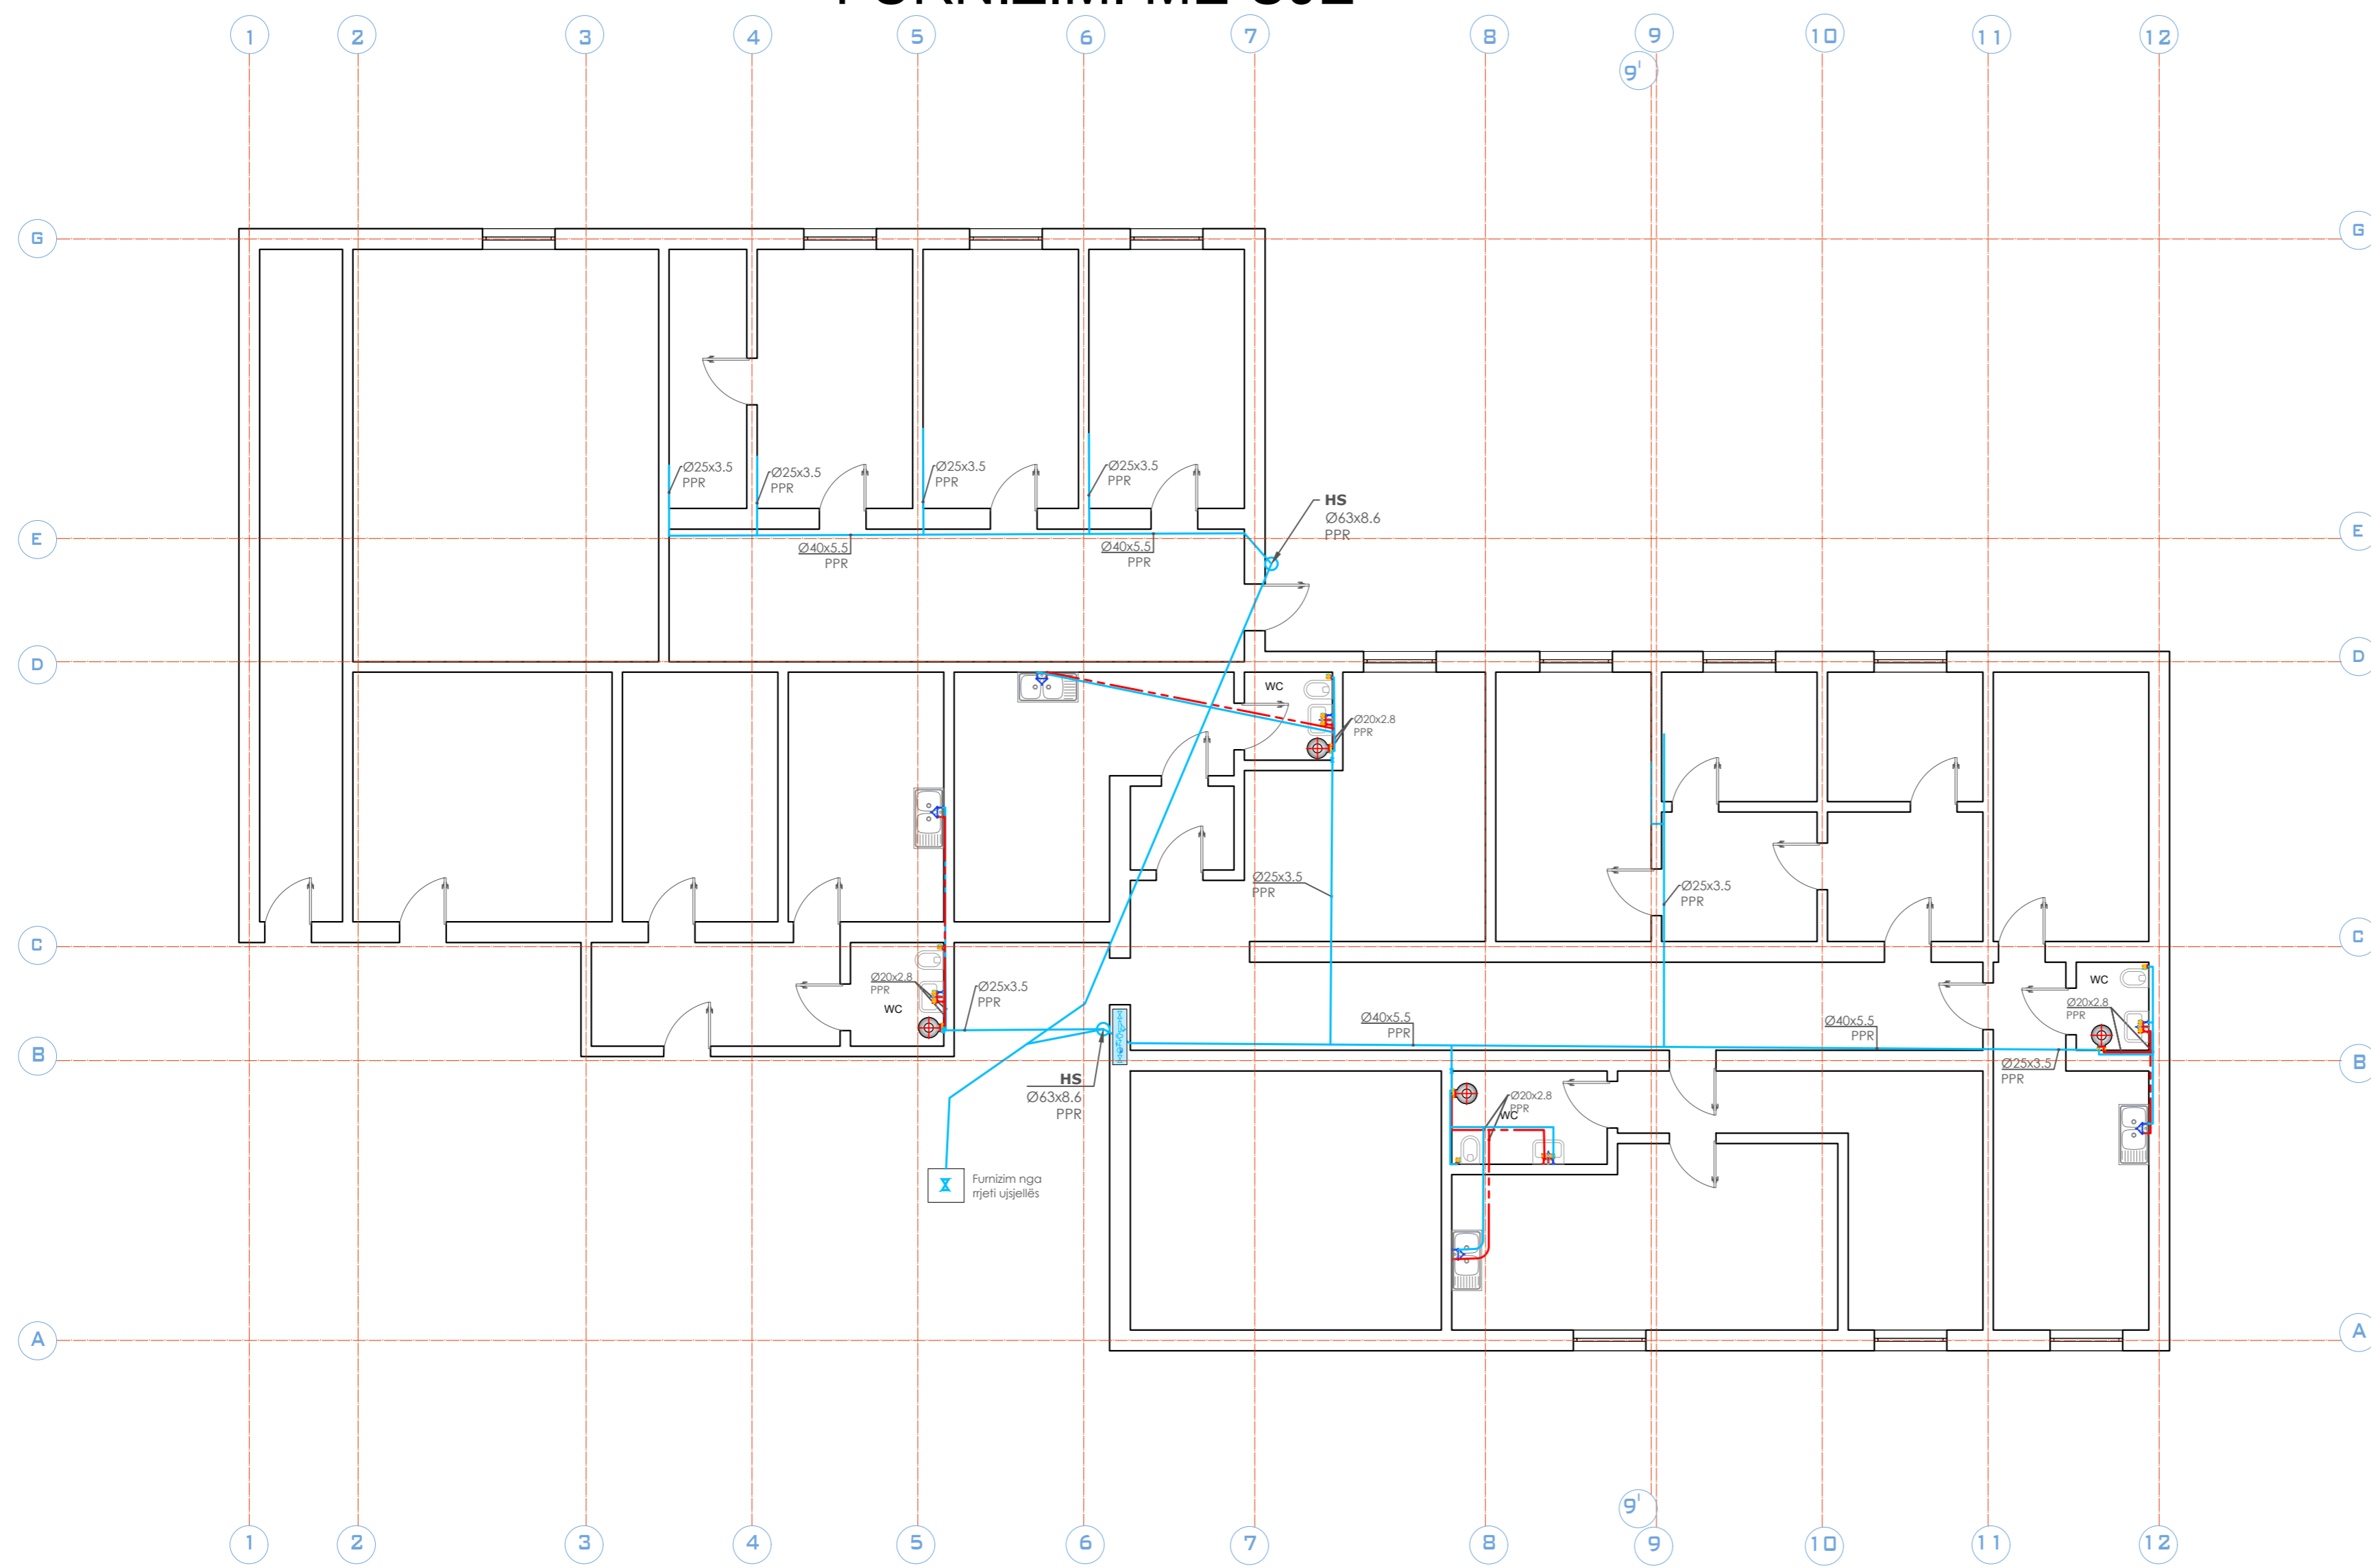 1 2 3 4 5 6 7 8 9 10 11 12
9'
G G
Ø25x3.5
PPR
Ø25x3.5
PPR
Ø25x3.5
PPR
Ø25x3.5
PPR
HS
Ø63x8.6
PPR
E E
Ø40x5.5
PPR
Ø40x5.5
PPR
D D
WC
Ø20x2.8
PPR
Ø25x3.5
PPR
Ø25x3.5
PPR
C C
Ø20x2.8
PPR
WC
Ø25x3.5
PPR
WC
Ø20x2.8
PPR
Ø40x5.5
PPR
Ø40x5.5
PPR
B B
Ø25x3.5
PPR
HS
Ø63x8.6
PPR
Ø20x2.8
PPR
WC
Furnizim nga
rrjeti ujsjellës
A A
9'
1 2 3 4 5 6 7 8 9 10 11 12